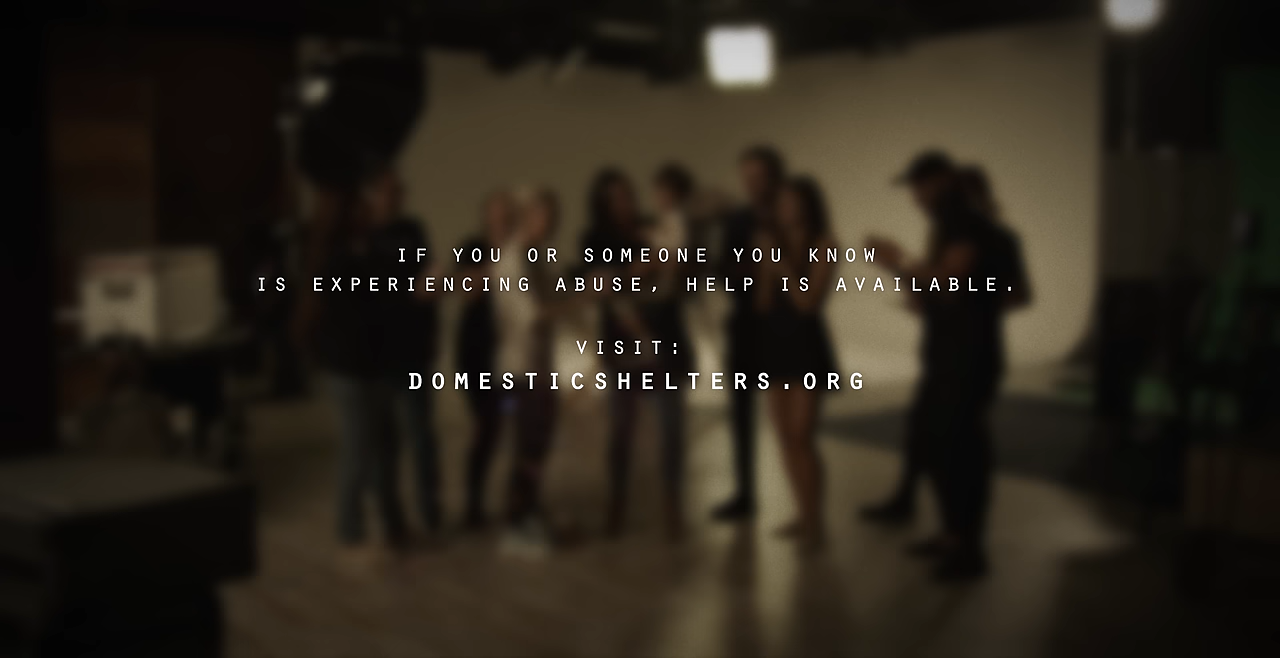 IF YOU OR SOMEONE YOU KNOW
IS EXPERIENCING ABUSE, HELP IS AVAILABLE.
VISIT:
DOMESTICSHELTERS.ORG